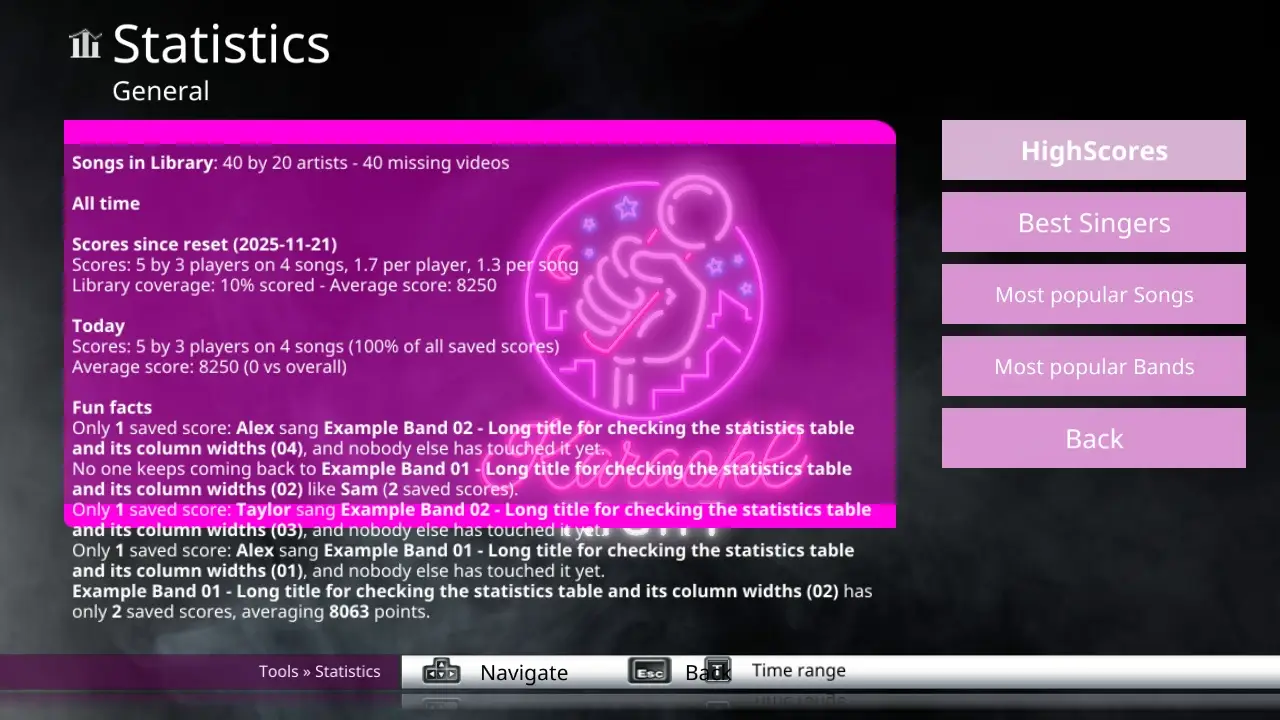 Statistics
General
Songs in Library: 40 by 20 artists - 40 missing videos
All time
Scores since reset (2025-11-21)
Scores: 5 by 3 players on 4 songs, 1.7 per player, 1.3 per song
Library coverage: 10% scored - Average score: 8250
Today
Scores: 5 by 3 players on 4 songs (100% of all saved scores)
Average score: 8250 (0 vs overall)
Fun facts
Only 1 saved score: Alex sang Example Band 02 - Long title for checking the statistics table
and its column widths (04), and nobody else has touched it yet.
No one keeps coming back to Example Band 01 - Long title for checking the statistics table
and its column widths (02) like Sam (2 saved scores).
Only 1 saved score: Taylor sang Example Band 02 - Long title for checking the statistics table
and its column widths (03), and nobody else has touched it yet.
Only 1 saved score: Alex sang Example Band 01 - Long title for checking the statistics table
and its column widths (01), and nobody else has touched it yet.
Example Band 01 - Long title for checking the statistics table and its column widths (02) has
only 2 saved scores, averaging 8063 points.
Karaoke
HighScores
Best Singers
Most popular Songs
Most popular Bands
Back
Tools » Statistics
Navigate
Esc
Back
T
Time range